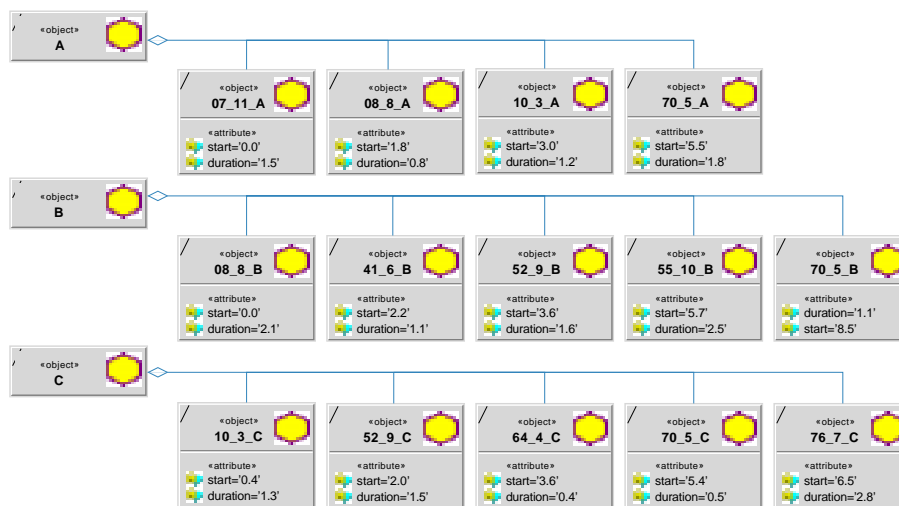 «object»
A
«object»
07_11_A
«attribute»
start='0.0'
duration='1.5'
«object»
08_8_A
«attribute»
start='1.8'
duration='0.8'
«object»
10_3_A
«attribute»
start='3.0'
duration='1.2'
«object»
70_5_A
«attribute»
start='5.5'
duration='1.8'
«object»
B
«object»
08_8_B
«attribute»
start='0.0'
duration='2.1'
«object»
41_6_B
«attribute»
start='2.2'
duration='1.1'
«object»
52_9_B
«attribute»
start='3.6'
duration='1.6'
«object»
55_10_B
«attribute»
start='5.7'
duration='2.5'
«object»
70_5_B
«attribute»
duration='1.1'
start='8.5'
«object»
C
«object»
10_3_C
«attribute»
start='0.4'
duration='1.3'
«object»
52_9_C
«attribute»
start='2.0'
duration='1.5'
«object»
64_4_C
«attribute»
start='3.6'
duration='0.4'
«object»
70_5_C
«attribute»
start='5.4'
duration='0.5'
«object»
76_7_C
«attribute»
start='6.5'
duration='2.8'